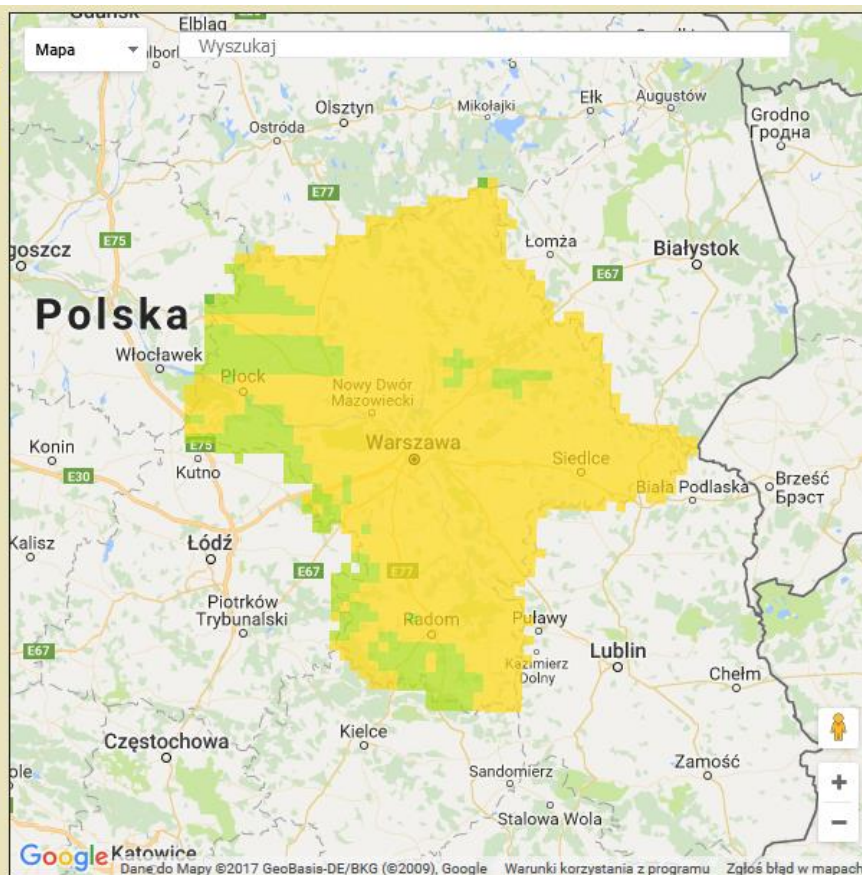 Gdańsk
Elbląg
Mapa
Wyszukaj
Olsztyn
Mikołajki
Ełk
Augustów
Ostróda
Grodno
Гродна
E77
E75
Łomża
E67
Białystok
goszcz
Polska
Włocławek
Płock
Nowy Dwór
Mazowiecki
Warszawa
Siedlce
Konin
E75
E30
Kutno
Biała Podlaska
Brześć
Брэст
Kalisz
Łódź
E67
E77
Piotrków
Trybunalski
Radom
Puławy
E67
Kazimierz
Dolny
Lublin
Chełm
Kielce
Częstochowa
Zamość
Sandomierz
Stalowa Wola
ole
+
−
Google
Katowice
Dane do Mapy ©2017 GeoBasis-DE/BKG (©2009), Google
Warunki korzystania z programu
Zgłoś błąd w mapach